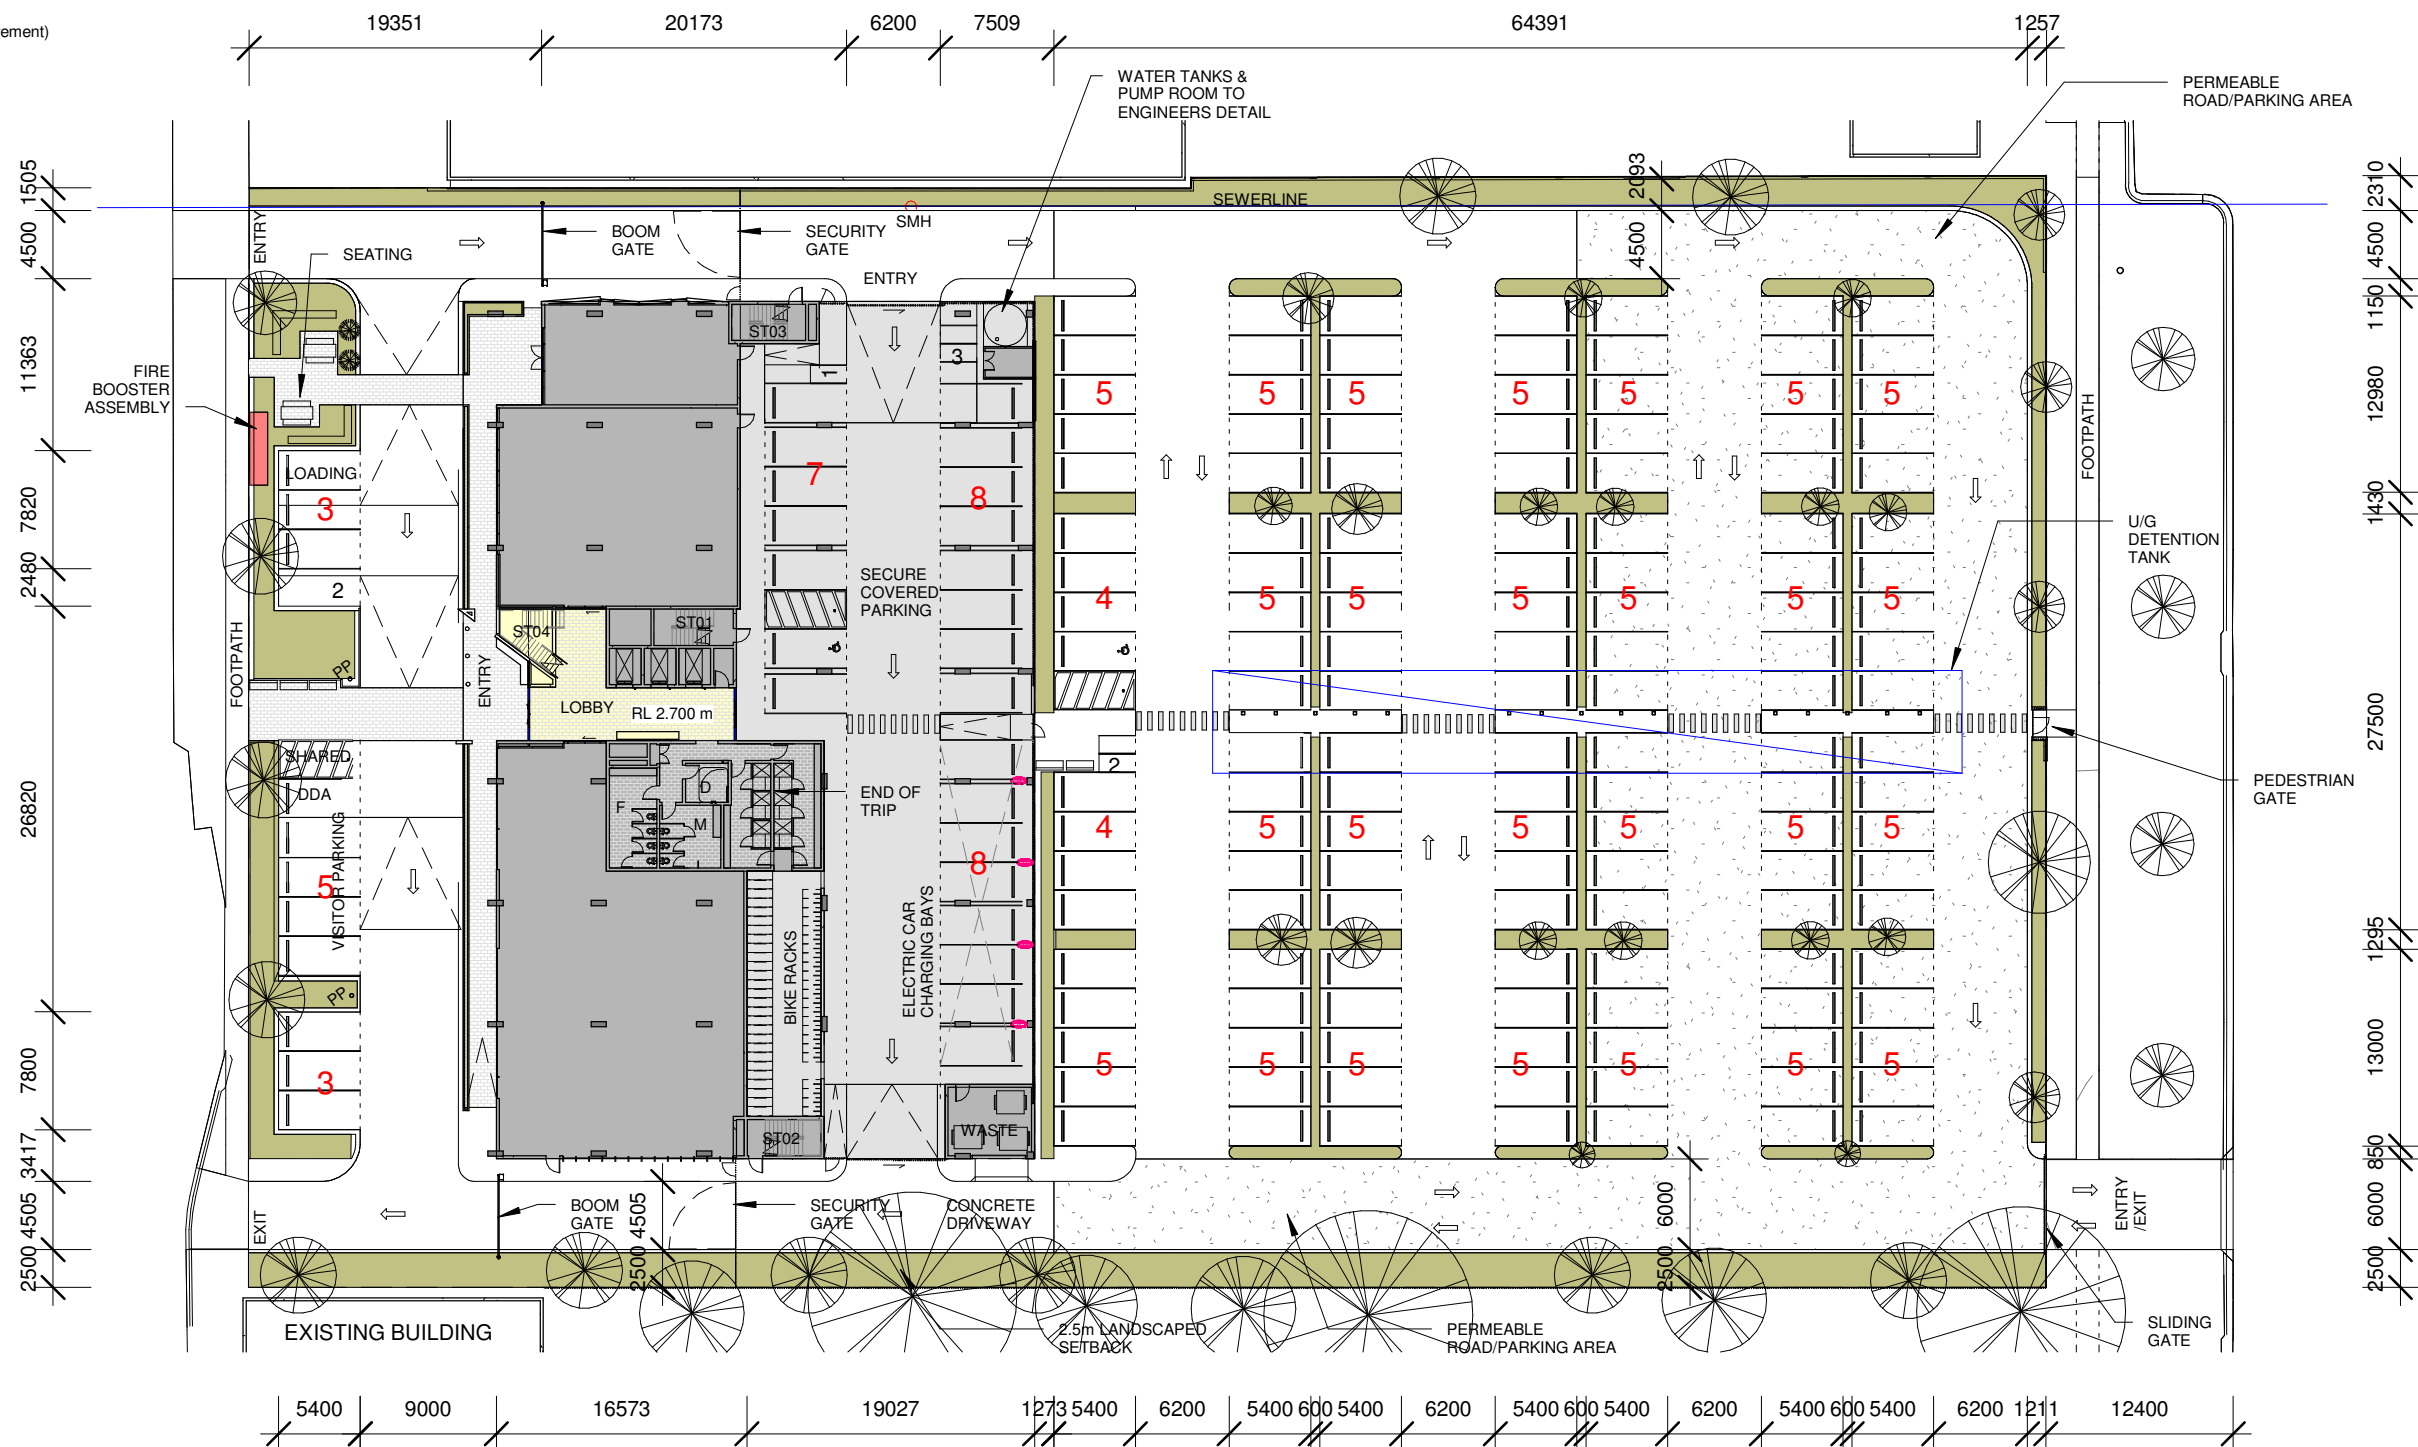 19351
20173
6200
7509
64391
1257
ement)
WATER TANKS &
PUMP ROOM TO
ENGINEERS DETAIL
PERMEABLE
ROAD/PARKING AREA
1505
4500
11363
7820
2480
26820
7800
3417
4505
2500
2310
4500
1150
12980
1430
27500
1295
13000
850
6000
2500
2093
4500
SEWERLINE
SMH
ENTRY
BOOM
GATE
SECURITY
GATE
SEATING
ENTRY
FIRE
BOOSTER
ASSEMBLY
ST03
1
3
5
5
5
5
5
5
5
FOOTPATH
LOADING
3
7
8
2
U/G
DETENTION
TANK
SECURE
COVERED
PARKING
4
5
5
5
5
5
5
ST04
ST01
PP
FOOTPATH
ENTRY
LOBBY
RL 2.700 m
SHARED
DDA
VISITOR PARKING
5
F
D
M
END OF
TRIP
2
PEDESTRIAN
GATE
8
4
5
5
5
5
5
5
ELECTRIC CAR
CHARGING BAYS
BIKE RACKS
PP
3
5
5
5
5
5
5
5
ST02
WASTE
EXIT
BOOM
GATE
4505
2500
SECURITY
GATE
CONCRETE
DRIVEWAY
6000
2500
ENTRY
/EXIT
EXISTING BUILDING
2.5m LANDSCAPED
SETBACK
PERMEABLE
ROAD/PARKING AREA
SLIDING
GATE
5400
9000
16573
19027
1273
5400
6200
5400
600
5400
6200
5400
600
5400
6200
5400
600
5400
6200
1211
12400